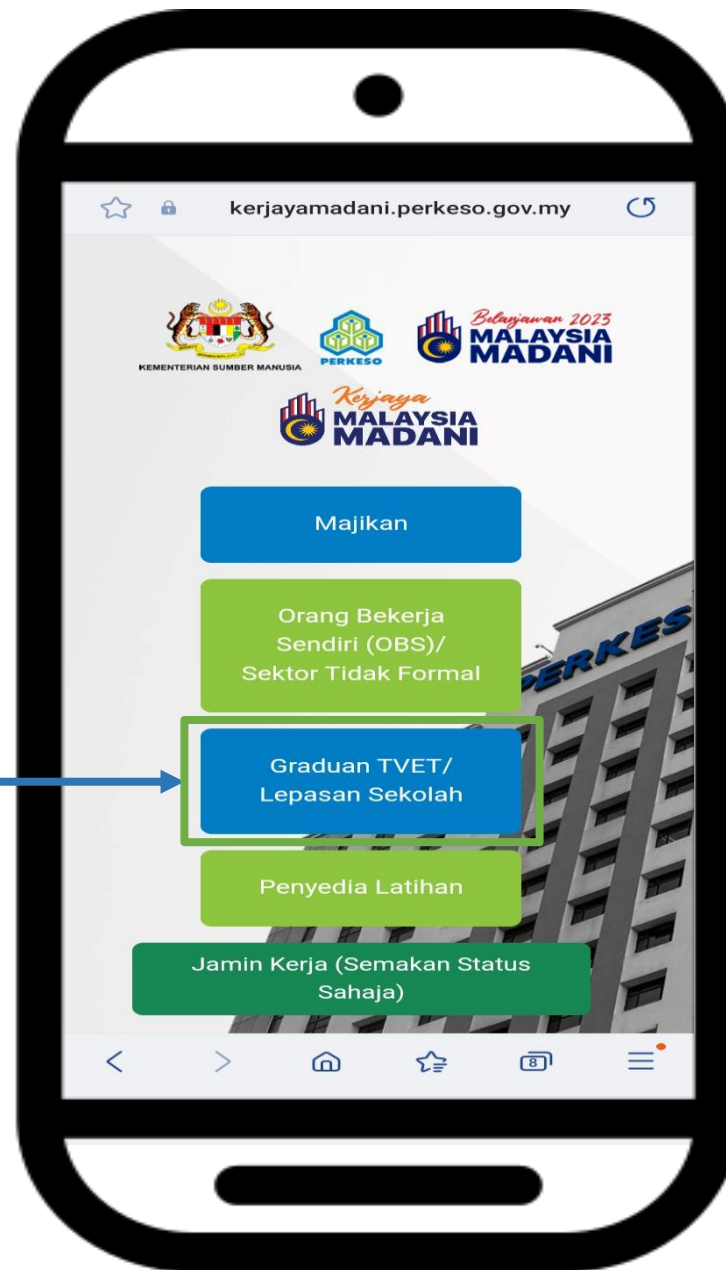 kerjayamadani.perkeso.gov.my
KEMENTERIAN SUMBER MANUSIA
PERKESO
Belanjawan 2023
MALAYSIA
MADANI
Kerjaya
MALAYSIA
MADANI
Majikan
Orang Bekerja
Sendiri (OBS)/
Sektor Tidak Formal
PERKES
Graduan TVET/
Lepasan Sekolah
Penyedia Latihan
Jamin Kerja (Semakan Status
Sahaja)
8